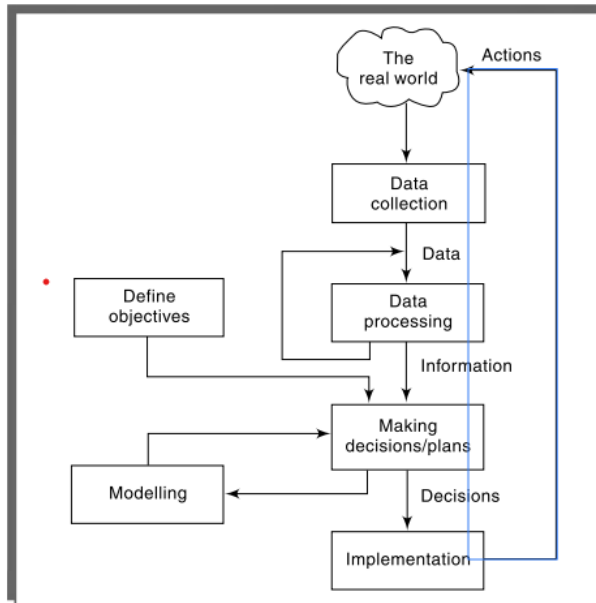 The
real world
Actions
Data
collection
Data
Define
objectives
Data
processing
Information
Making
decisions/plans
Modelling
Decisions
Implementation